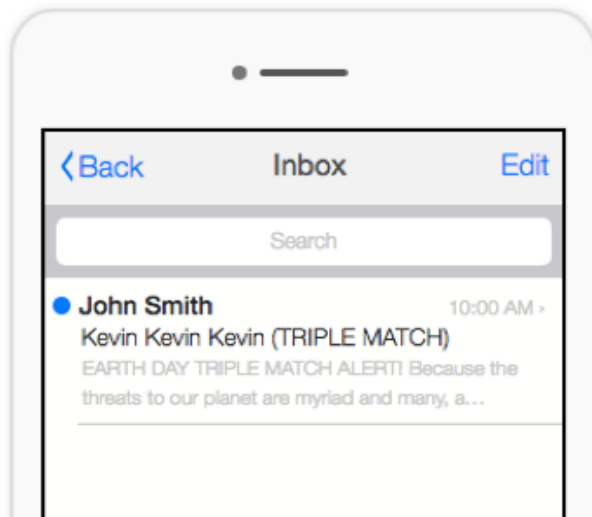 Back Inbox Edit
Search
John Smith 10:00 AM
Kevin Kevin Kevin (TRIPLE MATCH)
EARTH DAY TRIPLE MATCH ALERT! Because the
threats to our planet are myriad and many, a...